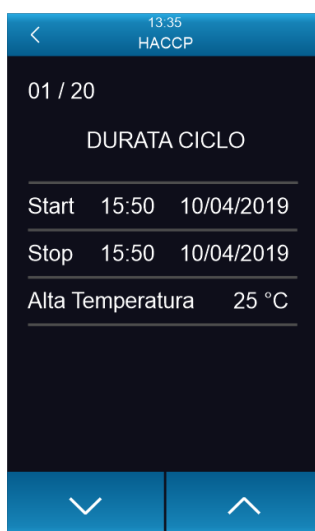 13:35
HACCP
01 / 20
DURATA CICLO
Start 15:50 10/04/2019
Stop 15:50 10/04/2019
Alta Temperatura 25 °C